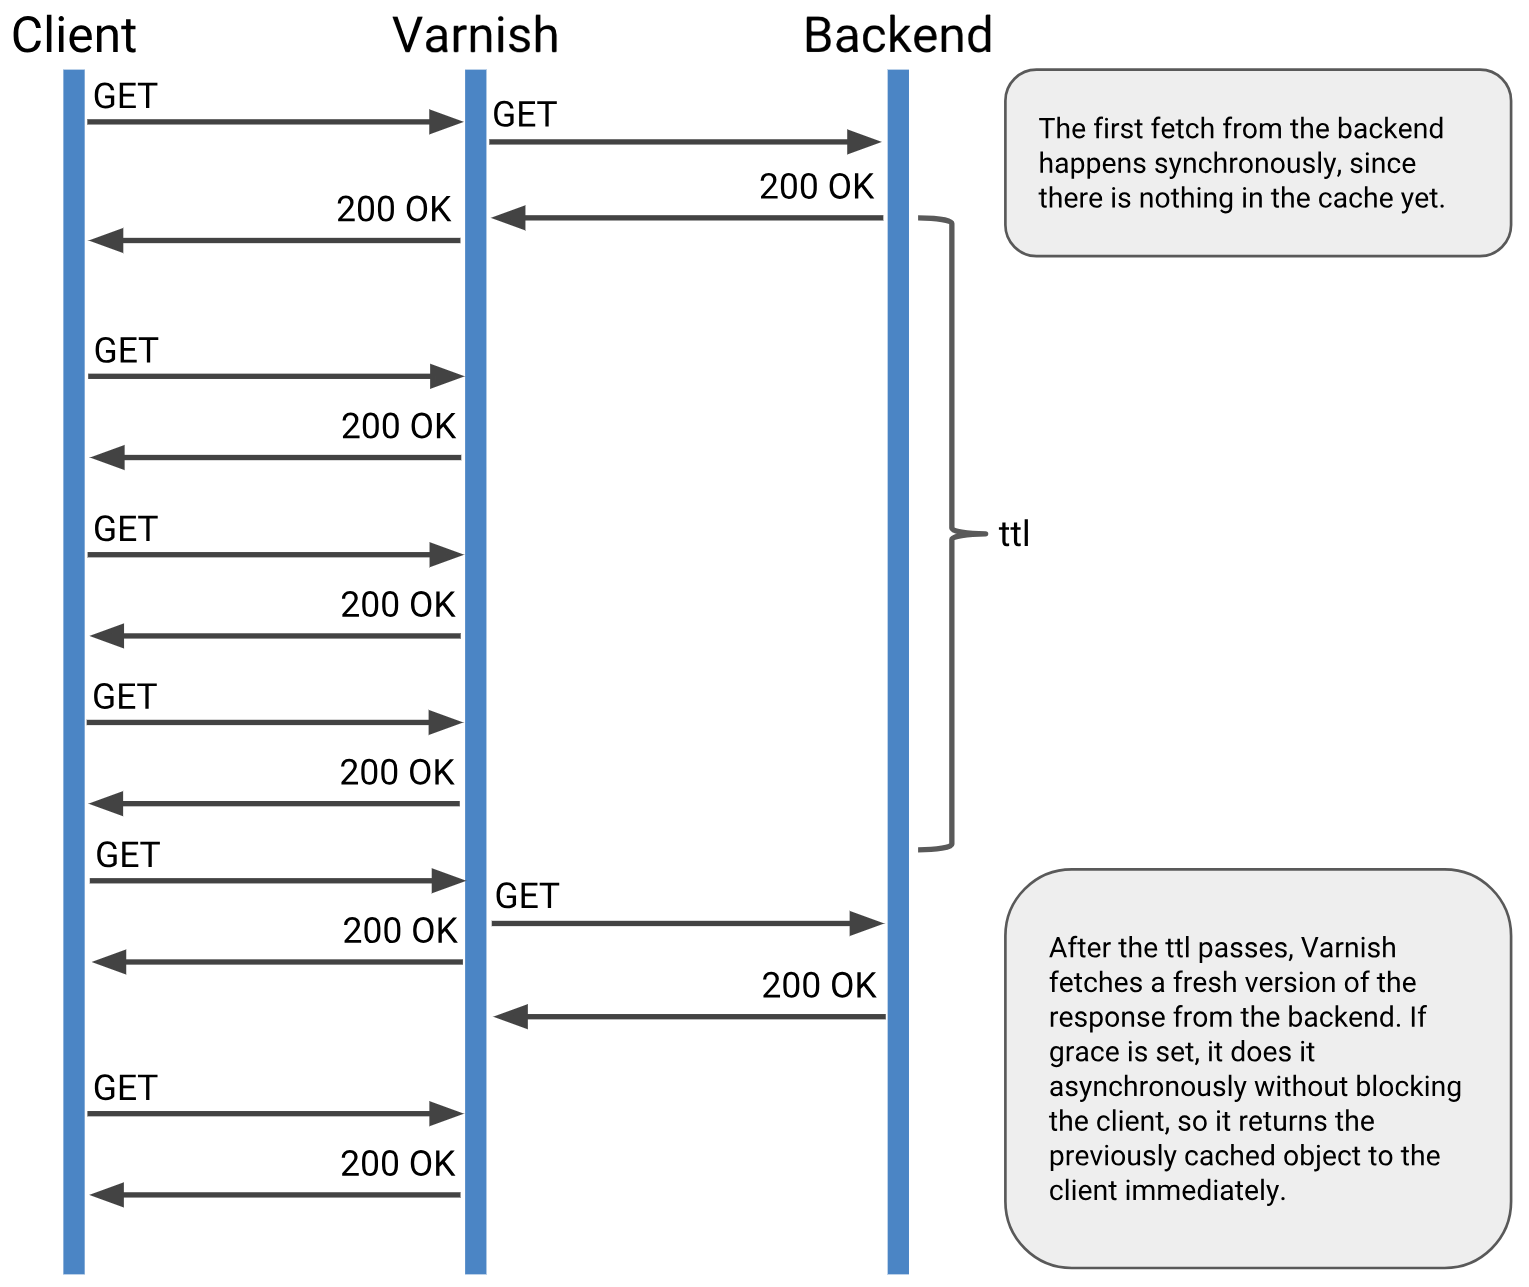 Client
Varnish
Backend
GET
GET
The first fetch from the backend
happens synchronously, since
there is nothing in the cache yet.
200 OK
200 OK
GET
200 OK
GET
ttl
200 OK
GET
200 OK
GET
GET
200 OK
After the ttl passes, Varnish
fetches a fresh version of the
response from the backend. If
grace is set, it does it
asynchronously without blocking
the client, so it returns the
previously cached object to the
client immediately.
200 OK
GET
200 OK